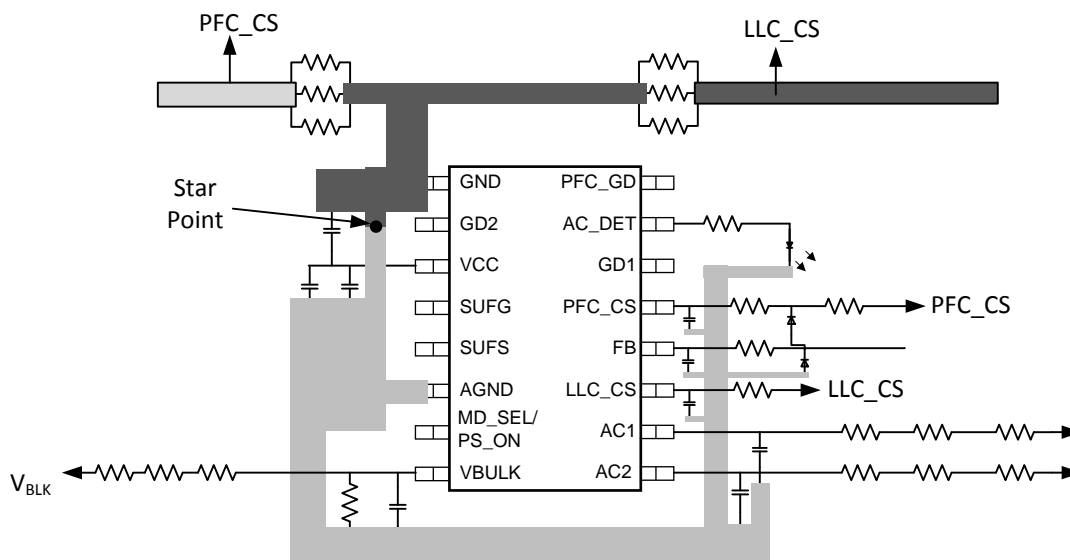 PFC_CS
LLC_CS
Star
Point
GND PFC_GD
GD2 AC_DET
VCC GD1
SUFG PFC_CS
PFC_CS
SUFS FB
AGND LLC_CS
LLC_CS
MD_SEL/
PS_ON
AC1
VBULK AC2
VBLK